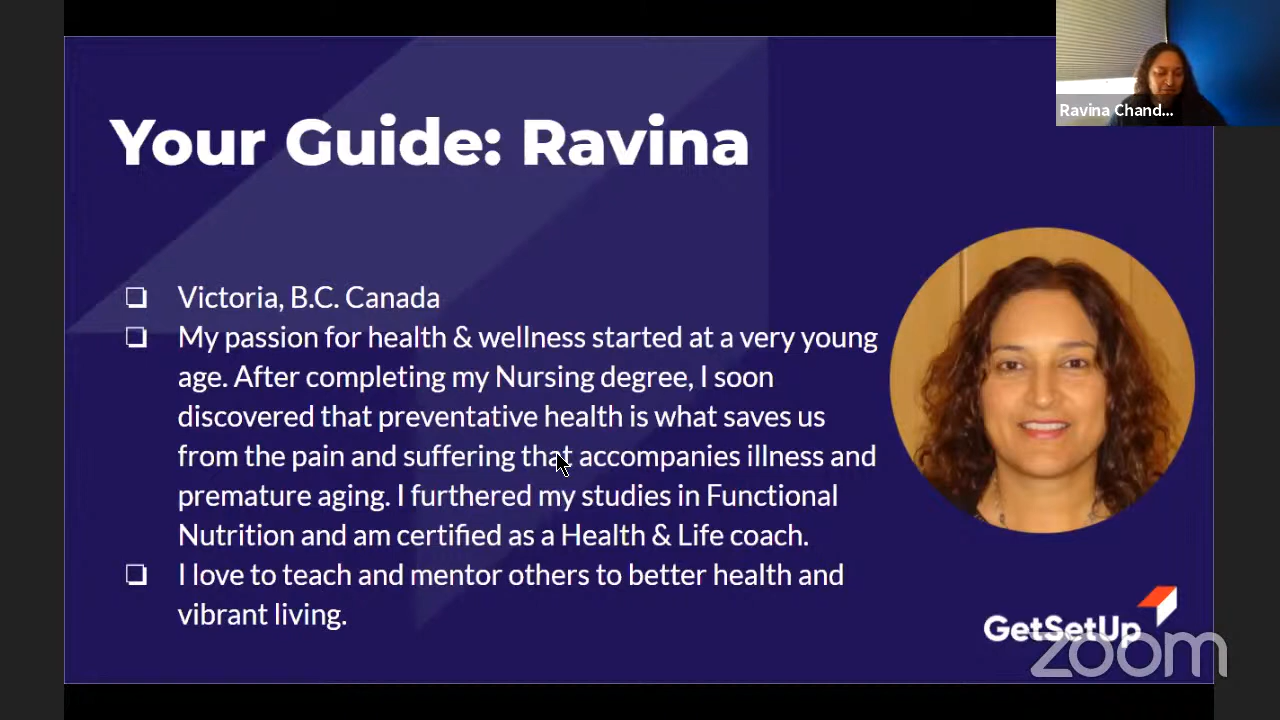 Ravina Chand...
Your Guide: Ravina
❏ Victoria, B.C. Canada
❏ My passion for health & wellness started at a very young
age. After completing my Nursing degree, I soon
discovered that preventative health is what saves us
from the pain and suffering that accompanies illness and
premature aging. I furthered my studies in Functional
Nutrition and am certified as a Health & Life coach.
❏ I love to teach and mentor others to better health and
vibrant living.
GetSetUp
zoom